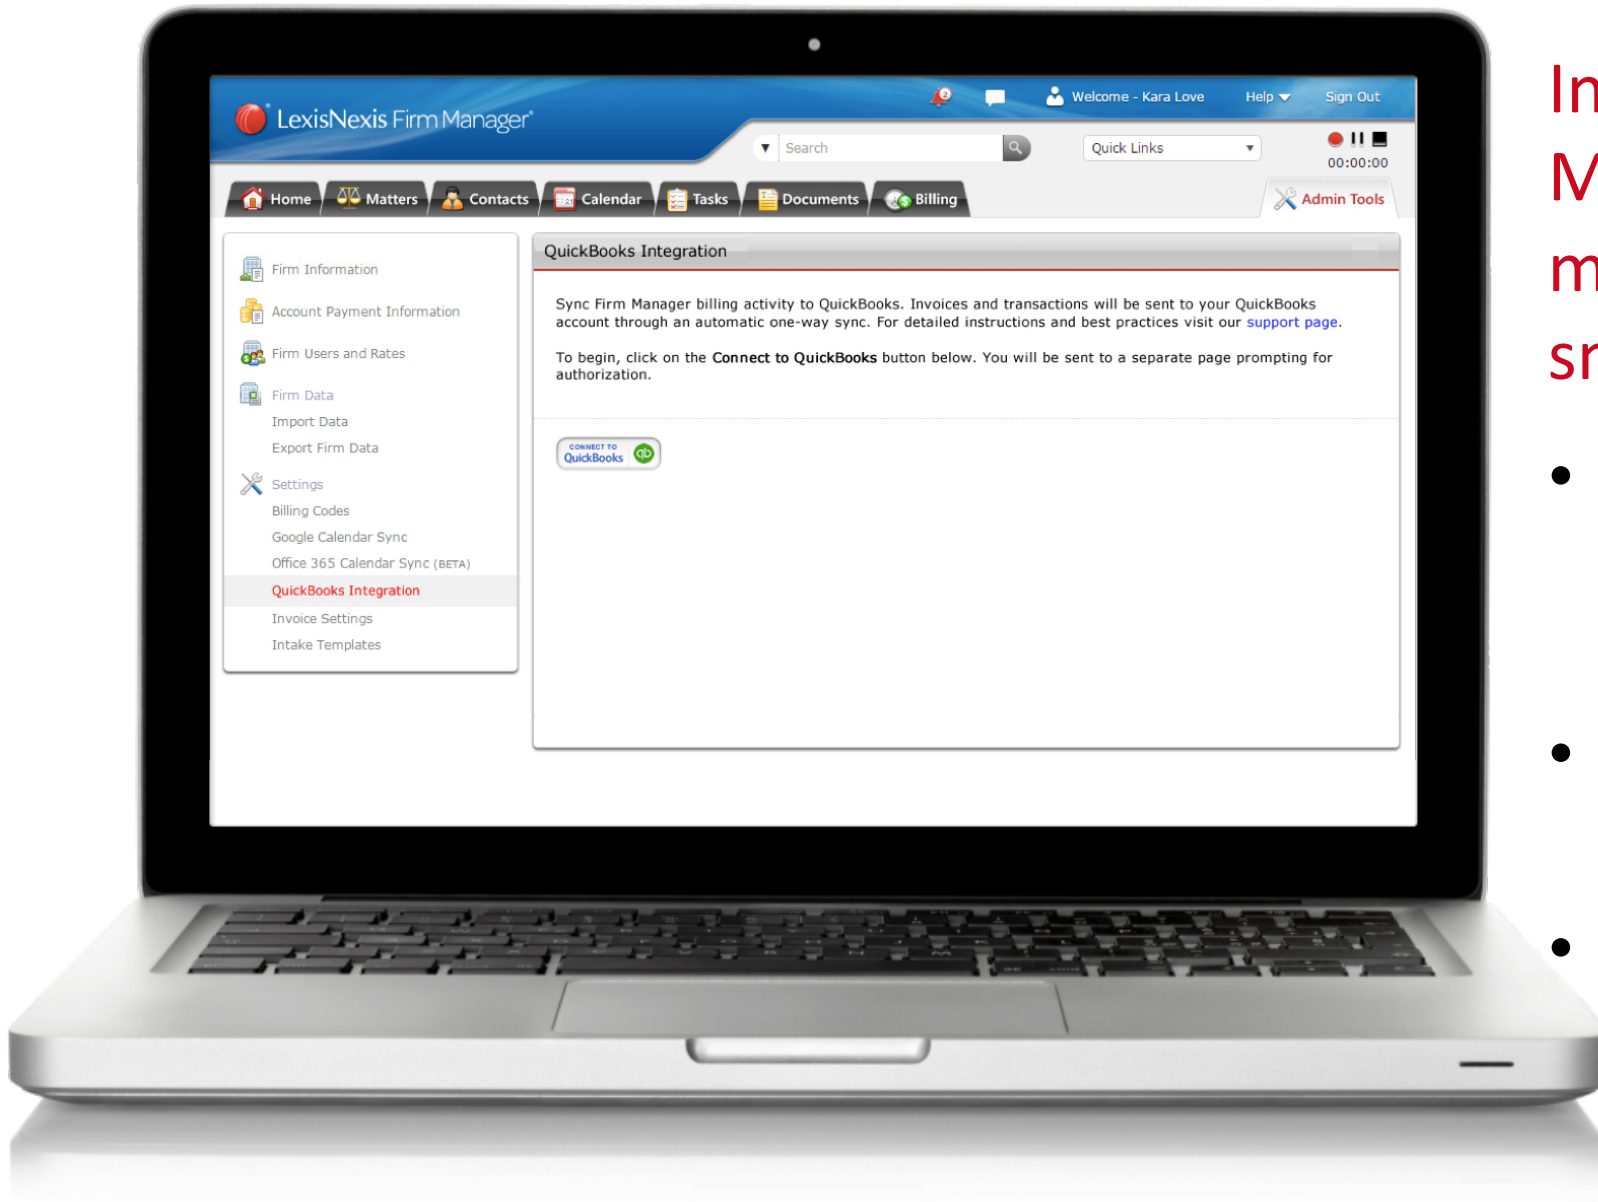 LexisNexis Firm Manager®
2
Welcome - Kara Love
Help
Sign Out
Search
Quick Links
00:00:00
Home
Matters
Contacts
Calendar
Tasks
Documents
Billing
Admin Tools
Firm Information
Account Payment Information
Firm Users and Rates
Firm Data
Import Data
Export Firm Data
Settings
Billing Codes
Google Calendar Sync
Office 365 Calendar Sync (BETA)
QuickBooks Integration
Invoice Settings
Intake Templates
QuickBooks Integration
Sync Firm Manager billing activity to QuickBooks. Invoices and transactions will be sent to your QuickBooks
account through an automatic one-way sync. For detailed instructions and best practices visit our support page.
To begin, click on the Connect to QuickBooks button below. You will be sent to a separate page prompting for
authorization.
CONNECT TO
QuickBooks
qb
In
M
m